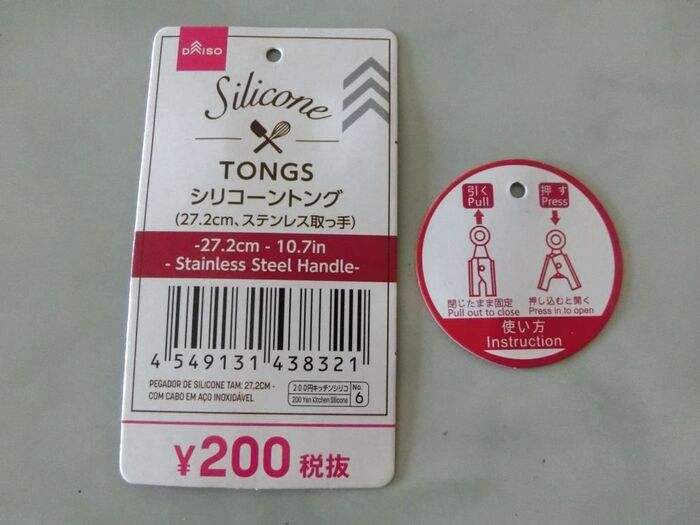 DAISO
Silicone
TONGS
シリコーントング
(27.2cm、ステンレス取っ手)
-27.2cm - 10.7in
- Stainless Steel Handle-
4 549131 438321
PEGADOR DE SILICONE TAM: 27,2CM -
COM CABO EM AÇO INOXIDÁVEL
200円キッチンシリコ
200 Yen Kitchen Silicone
No.
6
¥200 税抜
引く
Pull
押す
Press
閉じたまま固定
Pull out to close
押し込むと開く
Press in to open
使い方
Instruction